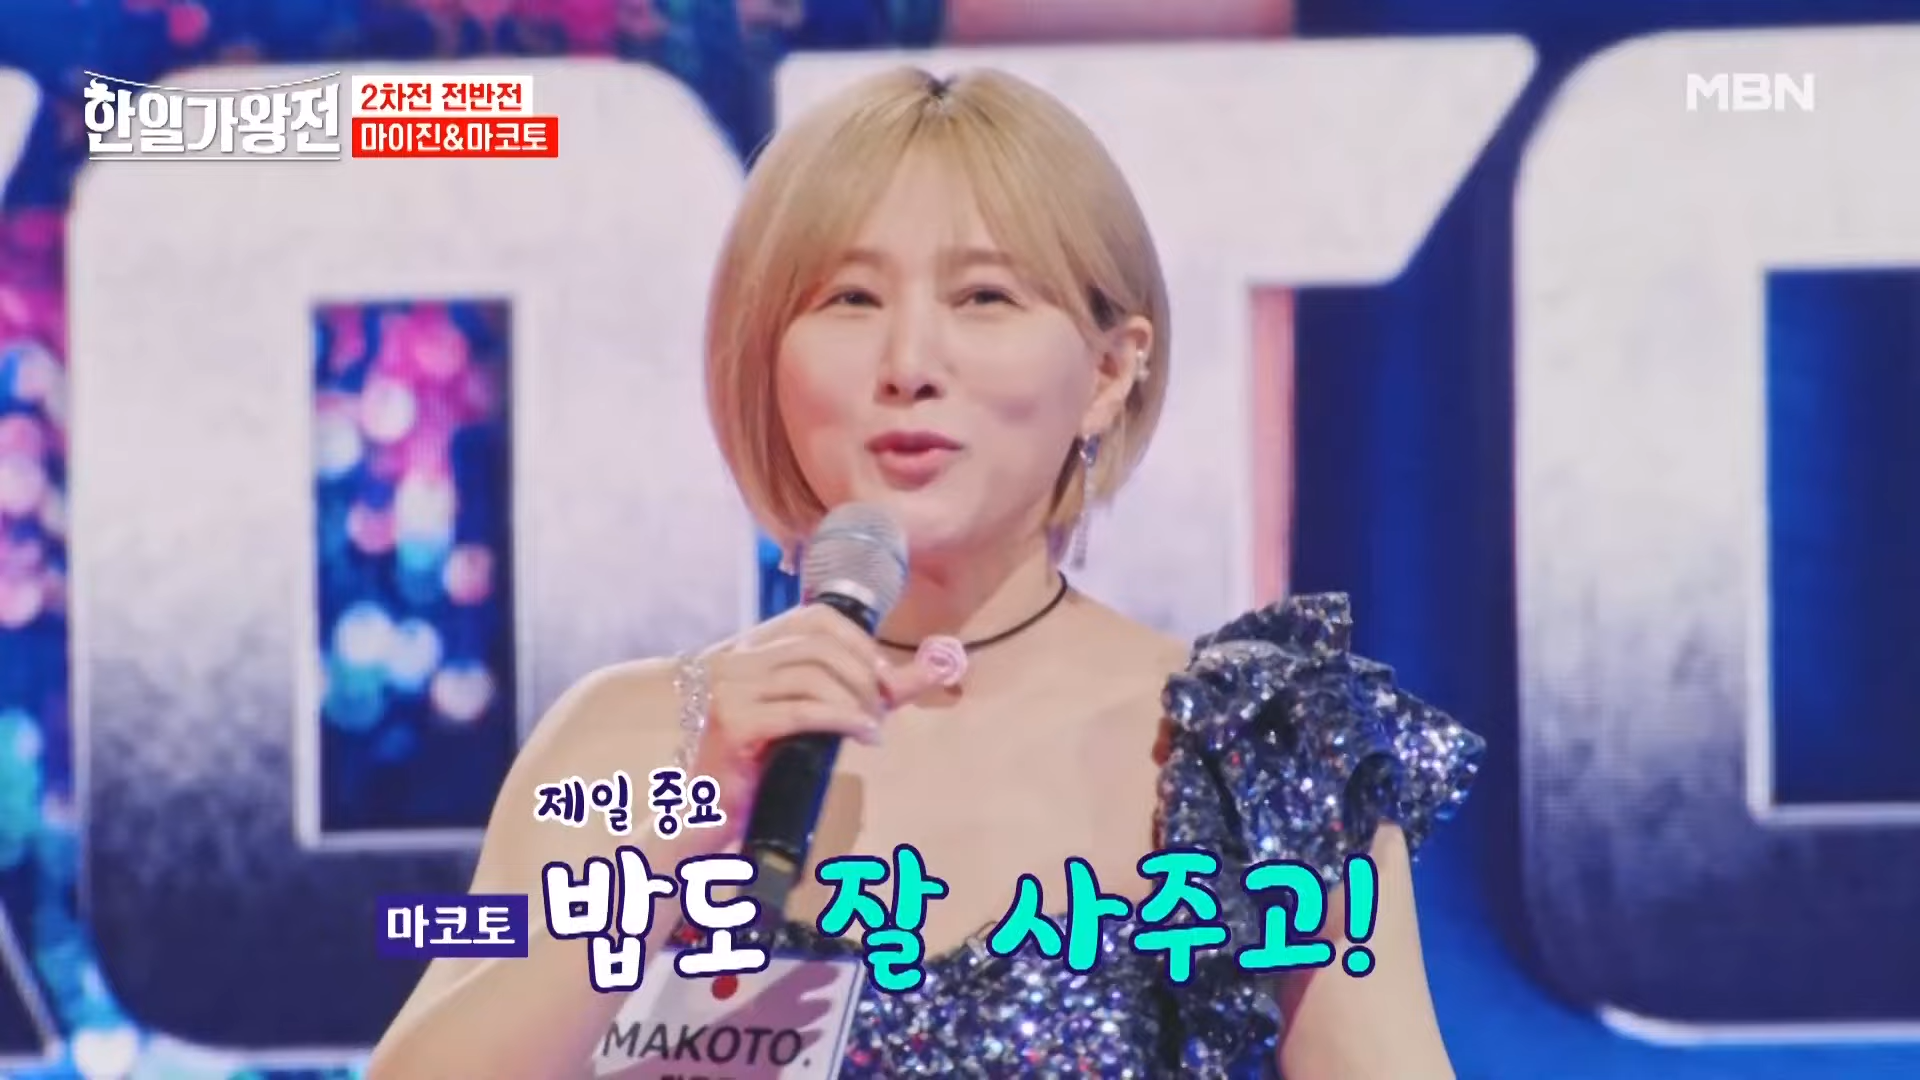 한일가왕전
2차전 전반전
마이진&마코토
MBN
제일 중요
마코토 밥도 잘 사주고!
MAKOTO.